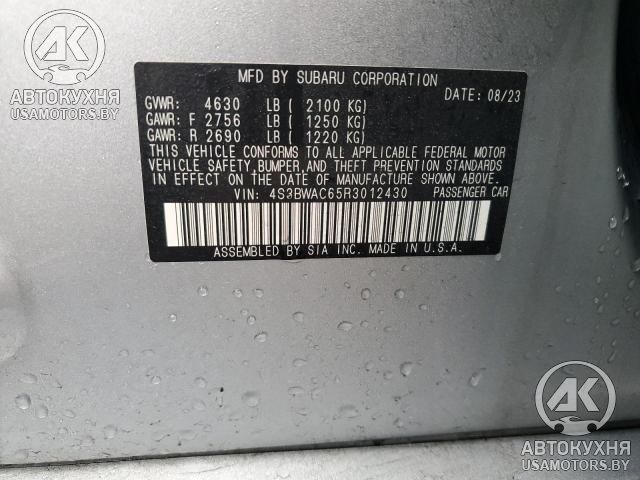 AK
АВТОКУХНЯ
USAMOTORS.BY
MFD BY SUBARU CORPORATION
DATE: 08/23
GVWR: 4630 LB ( 2100 KG)
GAWR: F 2756 LB ( 1250 KG)
GAWR: R 2690 LB ( 1220 KG)
THIS VEHICLE CONFORMS TO ALL APPLICABLE FEDERAL MOTOR
VEHICLE SAFETY, BUMPER, AND THEFT PREVENTION STANDARDS
IN EFFECT ON THE DATE OF MANUFACTURE SHOWN ABOVE.
VIN: 4S3BWAC65R3012430 PASSENGER CAR
ASSEMBLED BY SIA INC. MADE IN U.S.A.
AK
АВТОКУХНЯ
USAMOTORS.BY